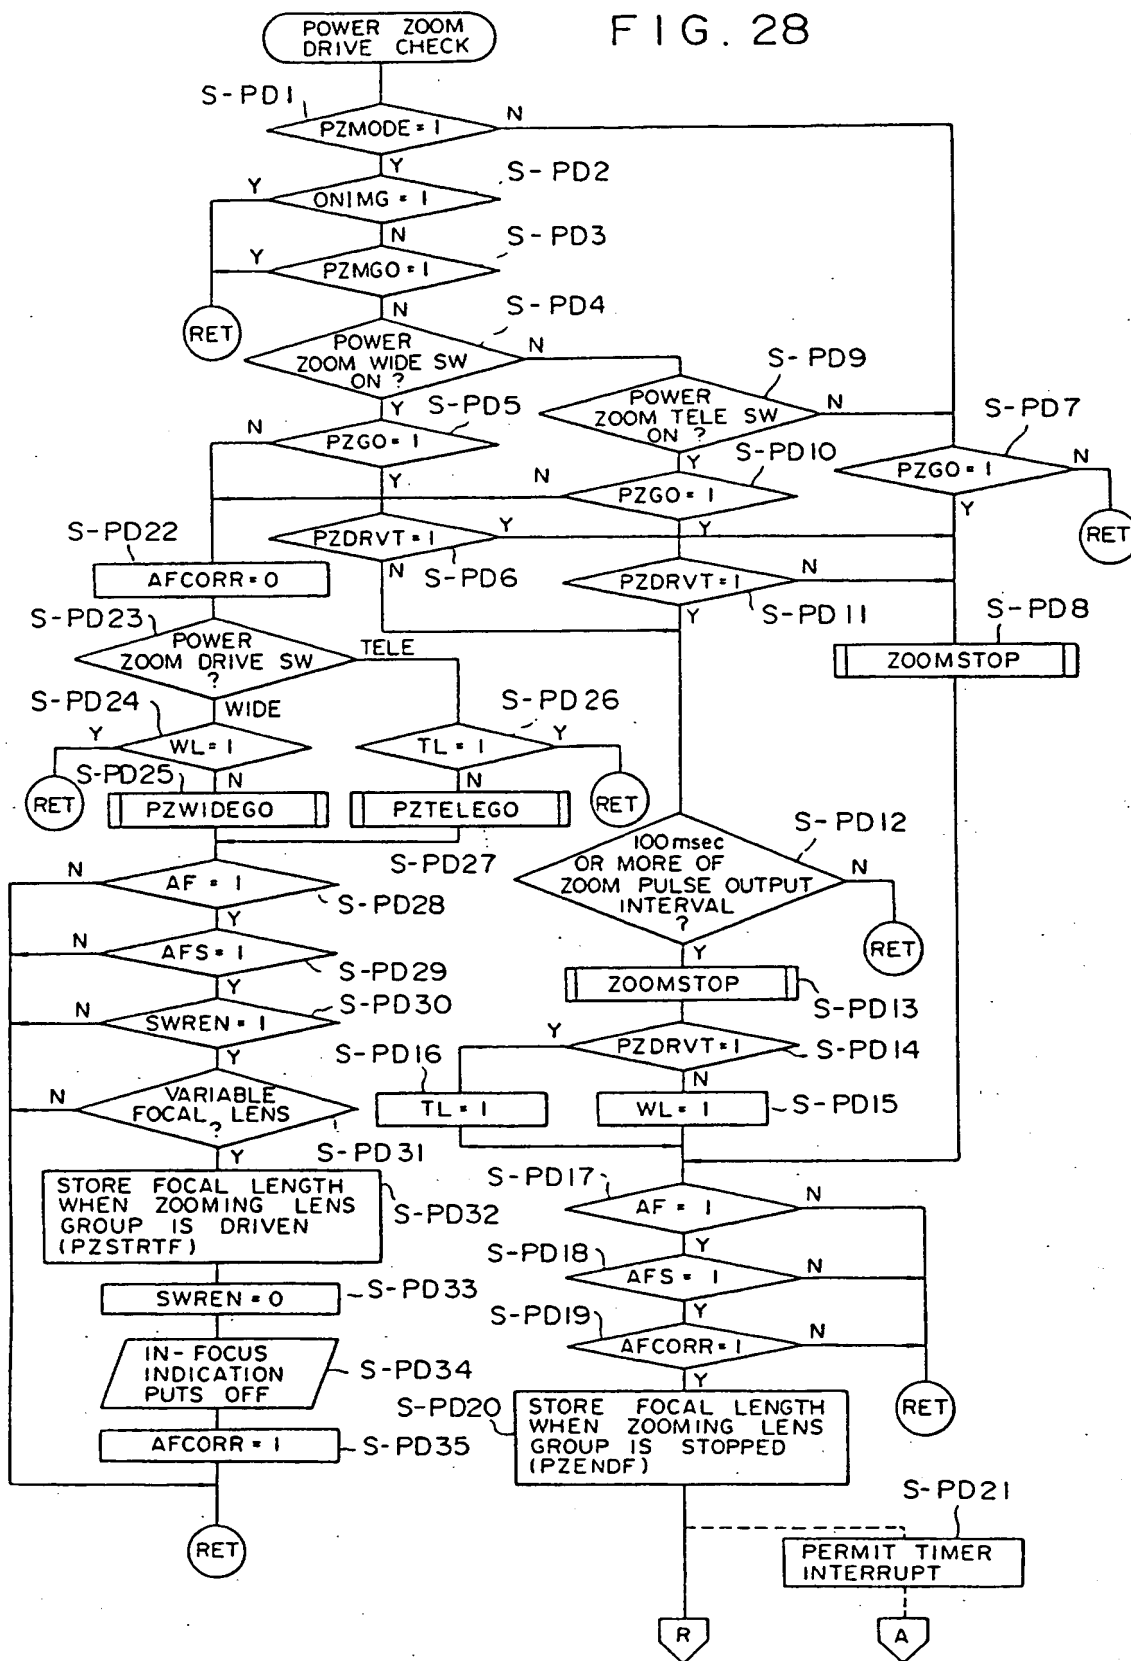 FIG. 28
POWER ZOOM
DRIVE CHECK
S-PD1
PZMODE = 1
N
Y
S-PD2
Y
ONIMG = 1
N
S-PD3
Y
PZMGO = 1
N
RET
S-PD4
POWER
ZOOM WIDE SW
ON ?
N
Y
S-PD9
POWER
ZOOM TELE SW
ON ?
N
Y
S-PD5
N
PZGO = 1
Y
S-PD7
PZGO = 1
N
Y
RET
S-PD10
N
PZGO = 1
Y
PZDRVT = 1
Y
N
S-PD6
S-PD22
AFCORR = 0
PZDRVT = 1
N
Y
S-PD11
S-PD8
ZOOMSTOP
S-PD23
POWER
ZOOM DRIVE SW
?
TELE
WIDE
S-PD24
Y
WL = 1
N
RET
S-PD26
TL = 1
Y
N
RET
S-PD25
PZWIDEGO
PZTELEGO
S-PD27
S-PD12
100msec
OR MORE OF
ZOOM PULSE OUTPUT
INTERVAL
?
N
Y
RET
N
AF = 1
Y
S-PD28
N
AFS = 1
Y
S-PD29
ZOOMSTOP
S-PD13
N
SWREN = 1
Y
S-PD30
Y
PZDRVT = 1
N
S-PD14
S-PD16
TL = 1
WL = 1
S-PD15
N
VARIABLE
FOCAL LENS
?
Y
S-PD31
STORE FOCAL LENGTH
WHEN ZOOMING LENS
GROUP IS DRIVEN
(PZSTRTF)
S-PD32
S-PD17
AF = 1
N
Y
S-PD18
AFS = 1
N
Y
SWREN = 0
S-PD33
S-PD19
AFCORR = 1
N
Y
RET
IN-FOCUS
INDICATION
PUTS OFF
S-PD34
S-PD20
STORE FOCAL LENGTH
WHEN ZOOMING LENS
GROUP IS STOPPED
(PZENDF)
AFCORR = 1
S-PD35
RET
S-PD21
PERMIT TIMER
INTERRUPT
R
A